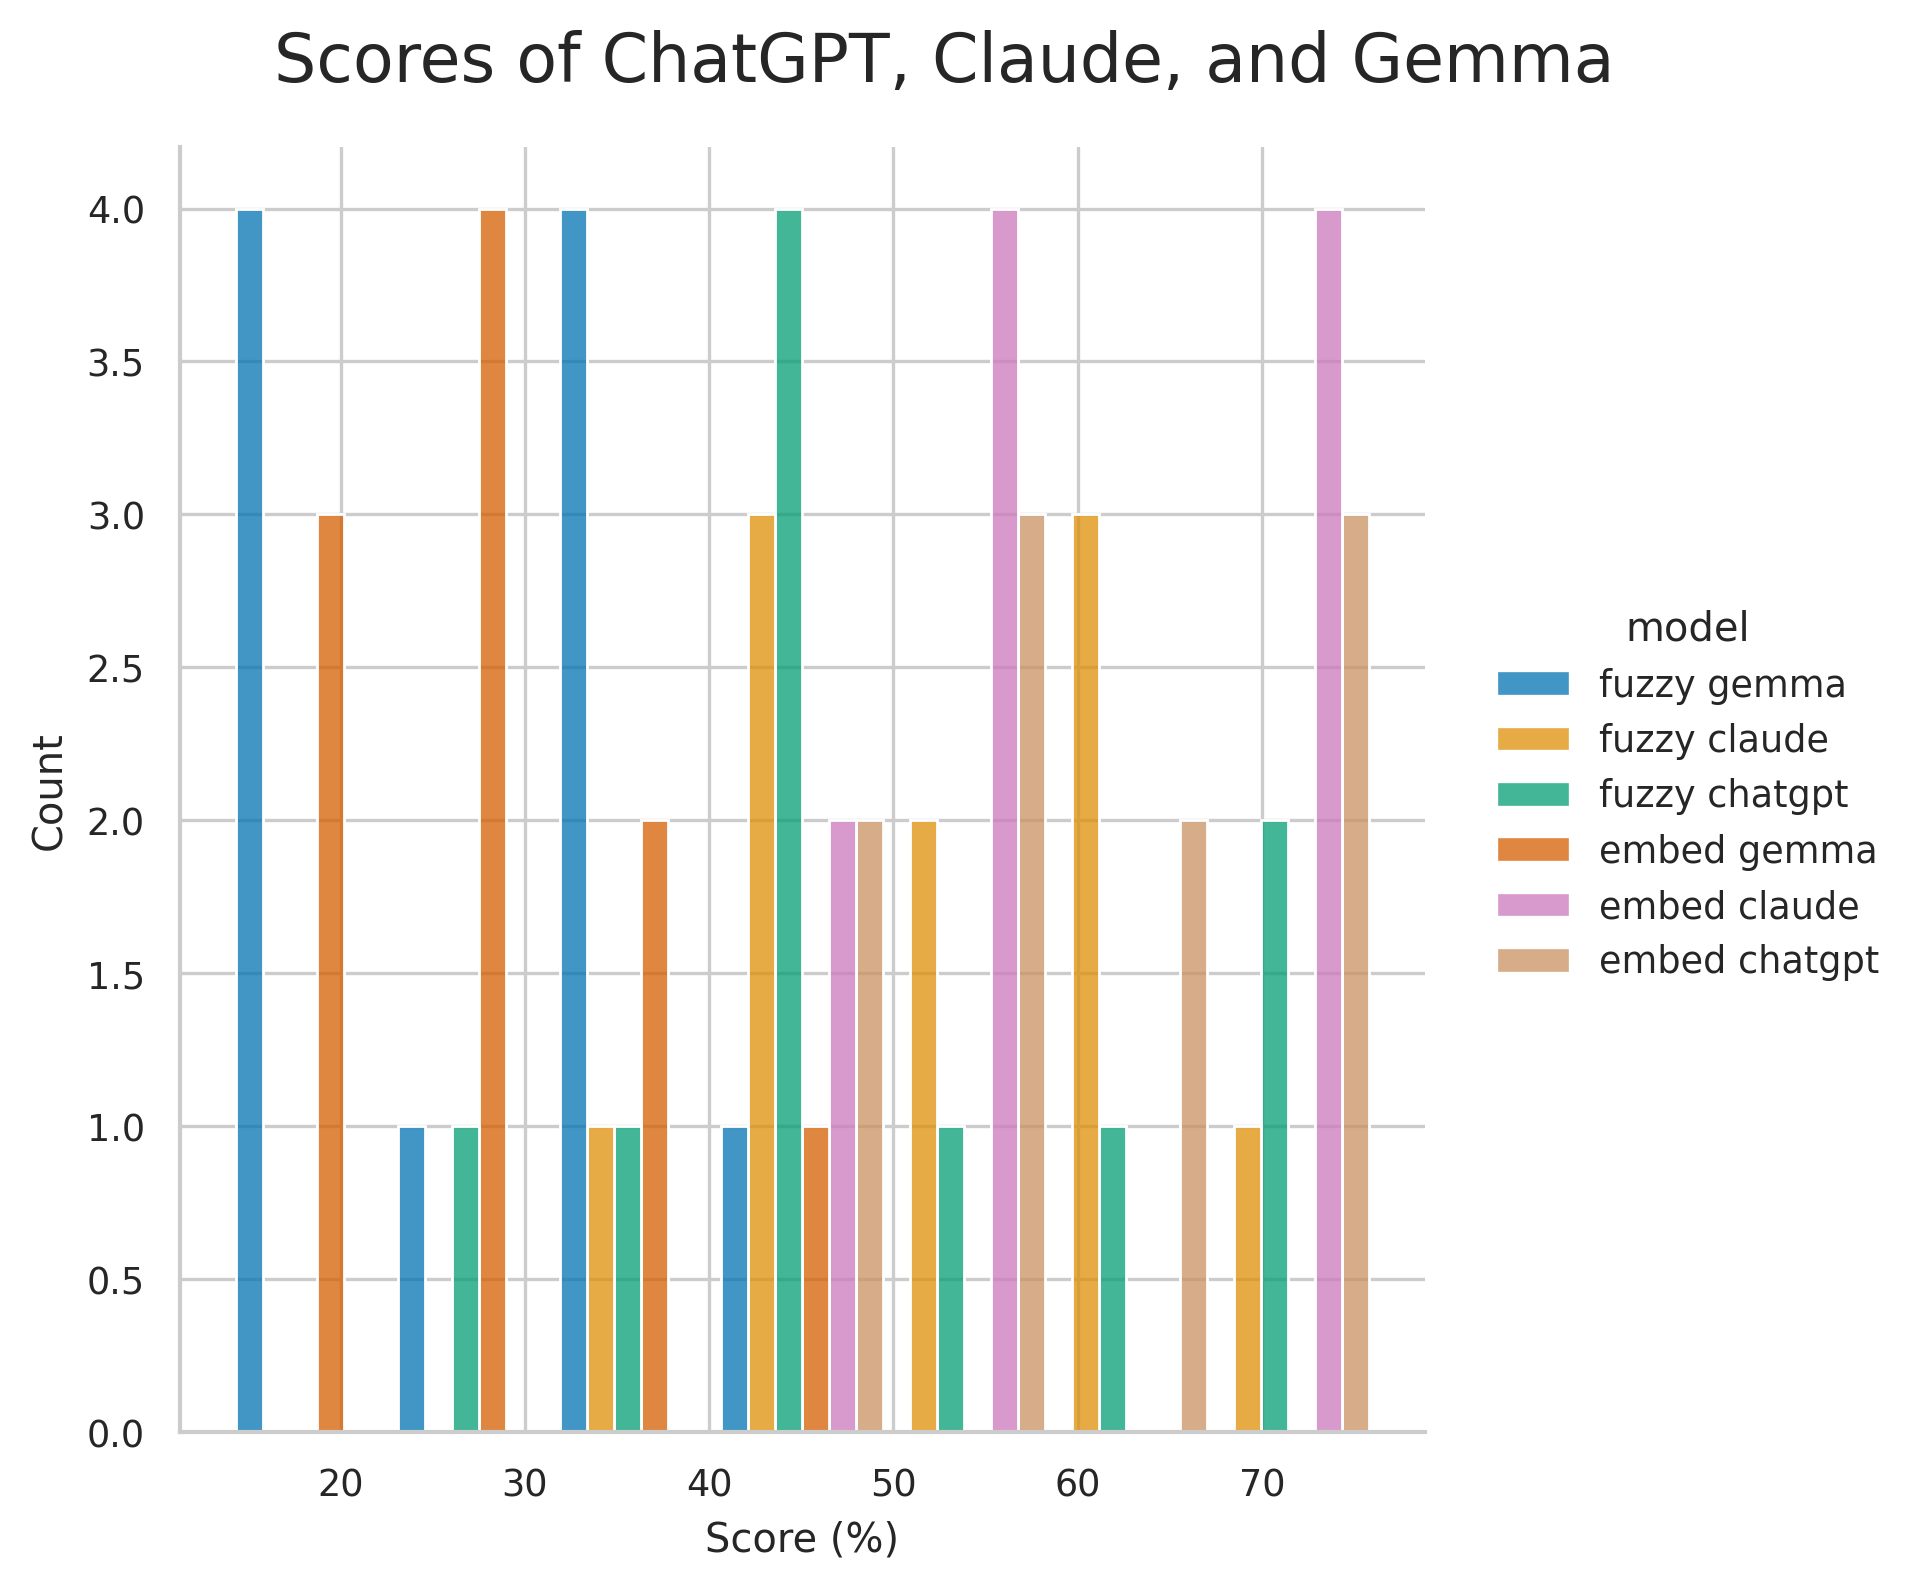 Scores of ChatGPT, Claude, and Gemma
4.0
3.5
3.0
2.5
2.0
1.5
1.0
0.5
0.0
Count
20 30 40 50 60 70
Score (%)
model
fuzzy gemma
fuzzy claude
fuzzy chatgpt
embed gemma
embed claude
embed chatgpt